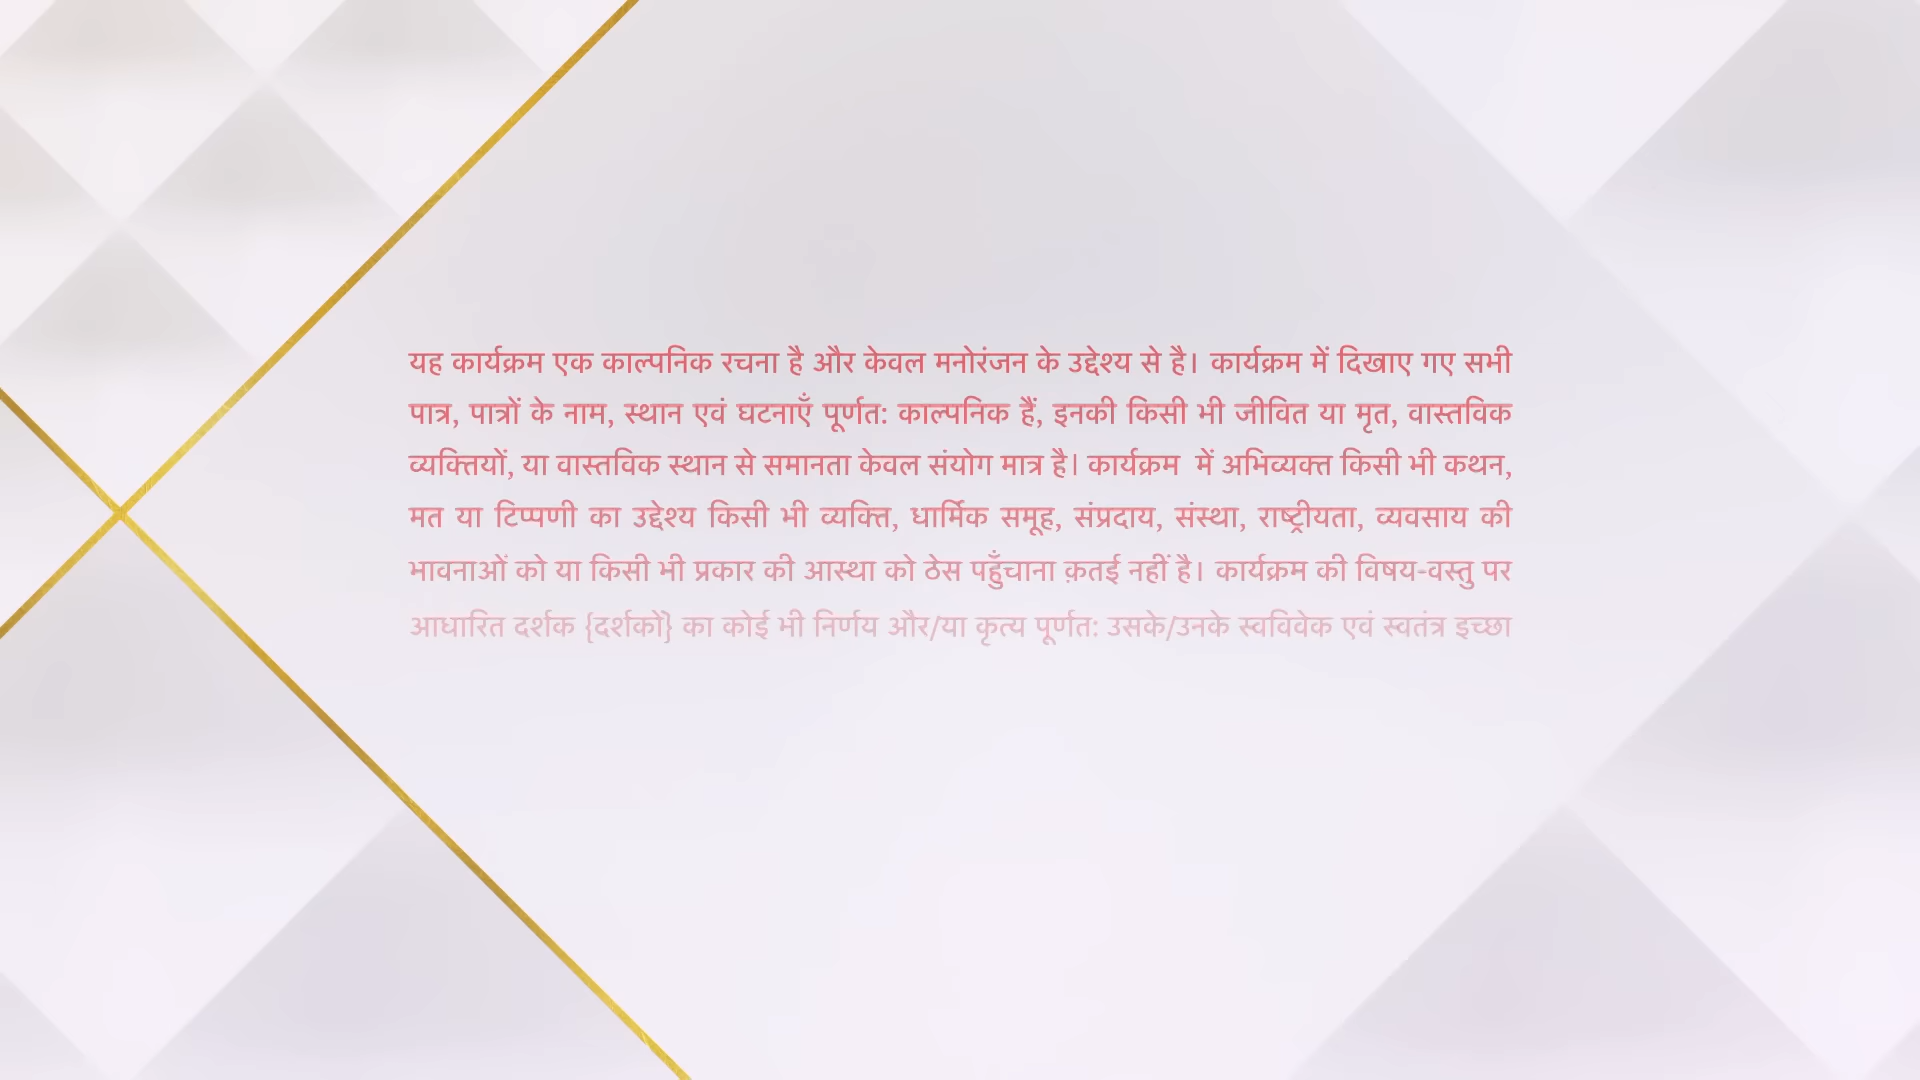 यह कार्यक्रम एक काल्पनिक रचना है और केवल मनोरंजन के उद्देश्य से है। कार्यक्रम में दिखाए गए सभी
पात्र, पात्रों के नाम, स्थान एवं घटनाएँ पूर्णत: काल्पनिक हैं, इनकी किसी भी जीवित या मृत, वास्तविक
व्यक्तियों, या वास्तविक स्थान से समानता केवल संयोग मात्र है। कार्यक्रम में अभिव्यक्त किसी भी कथन,
मत या टिप्पणी का उद्देश्य किसी भी व्यक्ति, धार्मिक समूह, संप्रदाय, संस्था, राष्ट्रीयता, व्यवसाय की
भावनाओं को या किसी भी प्रकार की आस्था को ठेस पहुँचाना क़तई नहीं है। कार्यक्रम की विषय-वस्तु पर
आधारित दर्शक {दर्शकों} का कोई भी निर्णय और/या कृत्य पूर्णत: उसके/उनके स्वविवेक एवं स्वतंत्र इच्छा